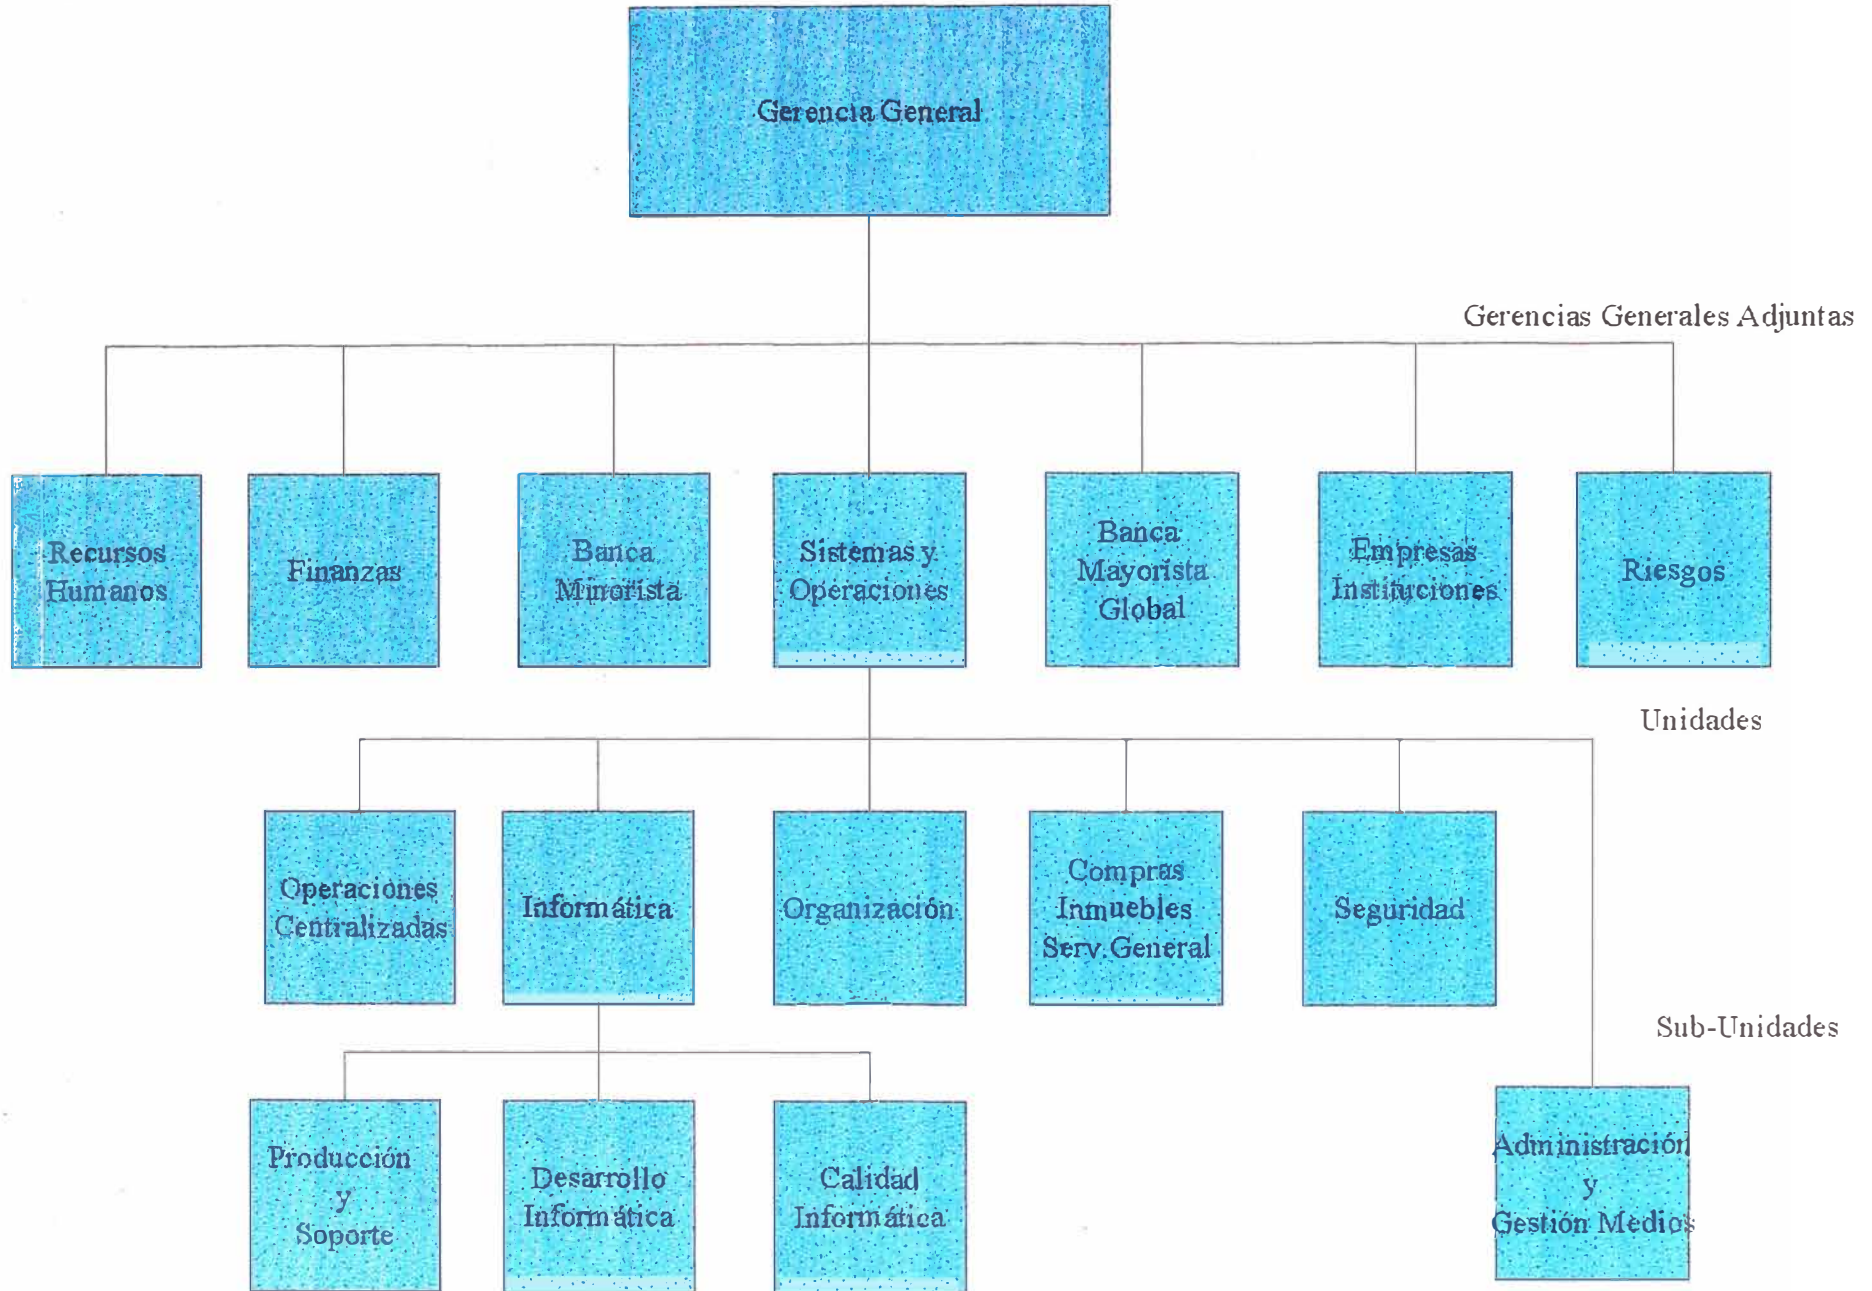 Gerencia General
Gerencias Generales Adjuntas
Recursos
Humanos
Finanzas
Banca
Minorista
Sistemas y
Operaciones
Banca
Mayorista
Global
Empresas
Instituciones
Riesgos
Unidades
Operaciones
Centralizadas
Informática
Organización
Compras
Inmuebles
Serv.General
Seguridad
Sub-Unidades
Producción
y
Soporte
Desarrollo
Informática
Calidad
Informática
Administración
y
Gestión Medios